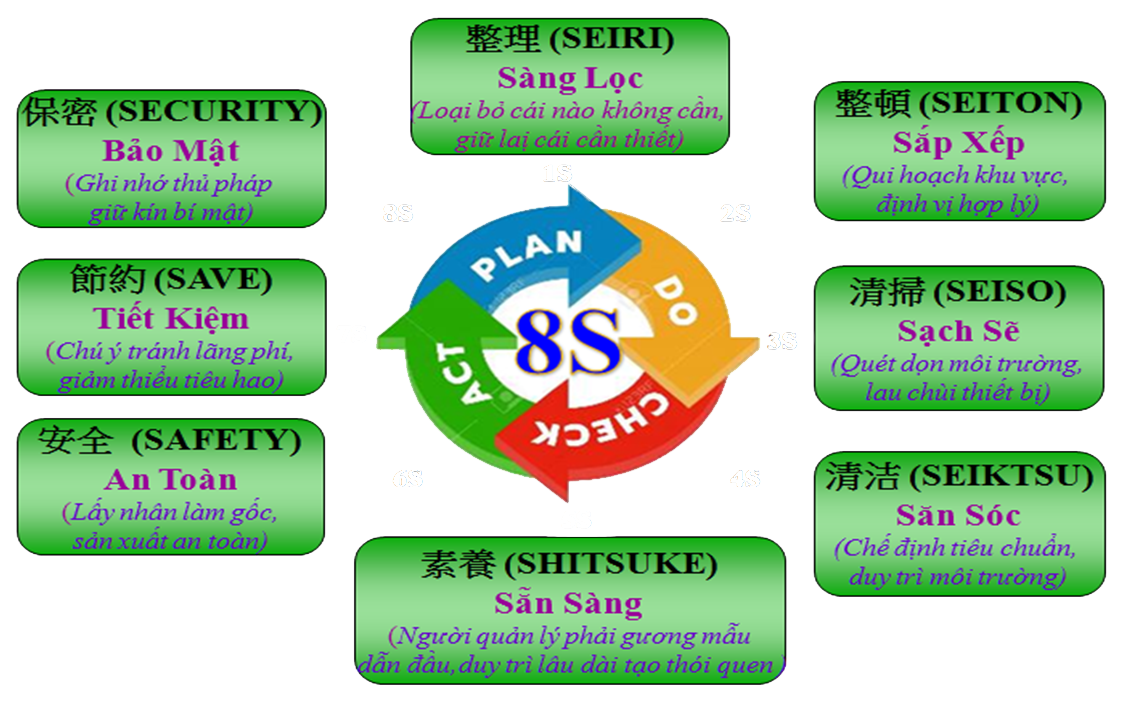 整理 (SEIRI)
Sàng Lọc
(Loại bỏ cái nào không cần,
giữ laị cái cần thiết)
整頓 (SEITON)
Sắp Xếp
(Qui hoạch khu vực,
định vị hợp lý)
清掃 (SEISO)
Sạch Sẽ
(Quét dọn môi trường,
lau chùi thiết bị)
清洁 (SEIKTSU)
Săn Sóc
(Chế định tiêu chuẩn,
duy trì môi trường)
素養 (SHITSUKE)
Sẵn Sàng
(Người quản lý phải gương mẫu
dẫn đầu,duy trì lâu dài tạo thói quen )
安全 (SAFETY)
An Toàn
(Lấy nhân làm gốc,
sản xuất an toàn)
節約 (SAVE)
Tiết Kiệm
(Chú ý tránh lãng phí,
giảm thiểu tiêu hao)
保密 (SECURITY)
Bảo Mật
(Ghi nhớ thủ pháp
giữ kín bí mật)
1S
2S
3S
4S
6S
8S
PLAN
DO
CHECK
ACT
8S